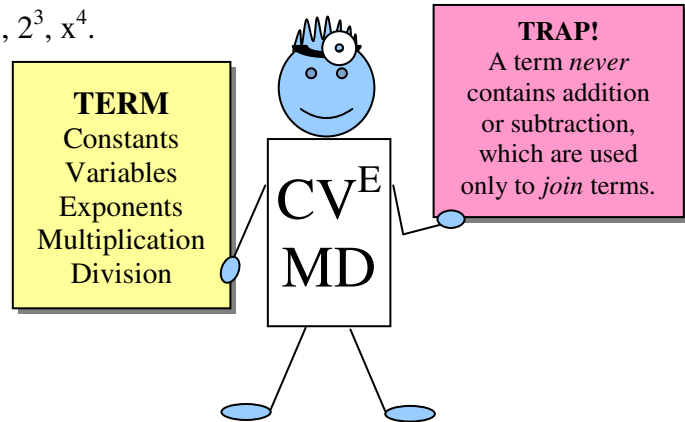 , 2³, x⁴.
TERM
Constants
Variables
Exponents
Multiplication
Division
CVᴱ
MD
TRAP!
A term never
contains addition
or subtraction,
which are used
only to join terms.